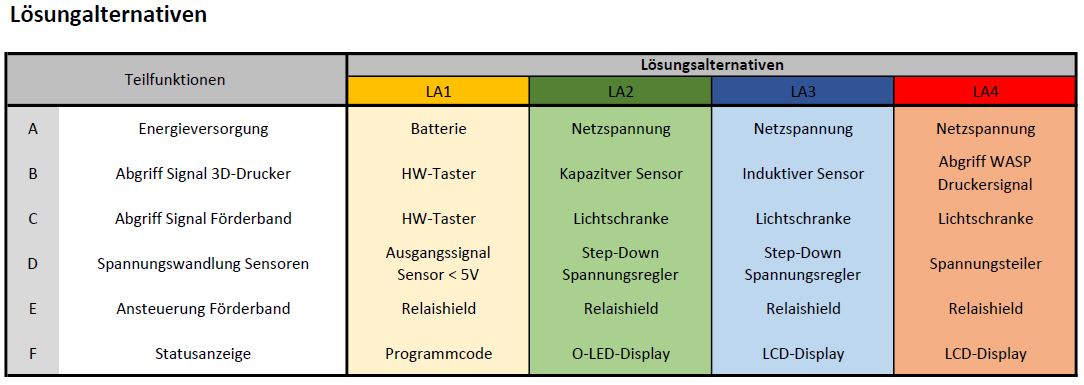 Lösungalternativen
Teilfunktionen
Lösungsalternativen
LA1 LA2 LA3 LA4
A Energieversorgung Batterie Netzspannung Netzspannung Netzspannung
B Abgriff Signal 3D-Drucker HW-Taster Kapazitver Sensor Induktiver Sensor Abgriff WASP
Druckersignal
C Abgriff Signal Förderband HW-Taster Lichtschranke Lichtschranke Lichtschranke
D Spannungswandlung Sensoren Ausgangssignal
Sensor < 5V Step-Down
Spannungsregler Step-Down
Spannungsregler Spannungsteiler
E Ansteuerung Förderband Relaishield Relaishield Relaishield Relaishield
F Statusanzeige Programmcode O-LED-Display LCD-Display LCD-Display